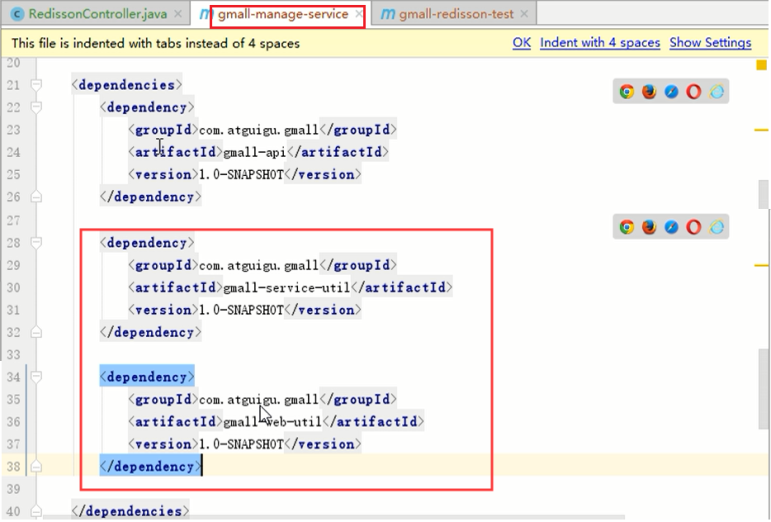 RedissonController.java × m gmall-manage-service × m gmall-redisson-test ×
This file is indented with tabs instead of 4 spaces OK Indent with 4 spaces Show Settings
20
21 <dependencies>
22 <dependency>
23 <groupId>com.atguigu.gmall</groupId>
24 <artifactId>gmall-api</artifactId>
25 <version>1.0-SNAPSHOT</version>
26 </dependency>
27
28 <dependency>
29 <groupId>com.atguigu.gmall</groupId>
30 <artifactId>gmall-service-util</artifactId>
31 <version>1.0-SNAPSHOT</version>
32 </dependency>
33
34 <dependency>
35 <groupId>com.atguigu.gmall</groupId>
36 <artifactId>gmall-web-util</artifactId>
37 <version>1.0-SNAPSHOT</version>
38 </dependency>
39
40 </dependencies>